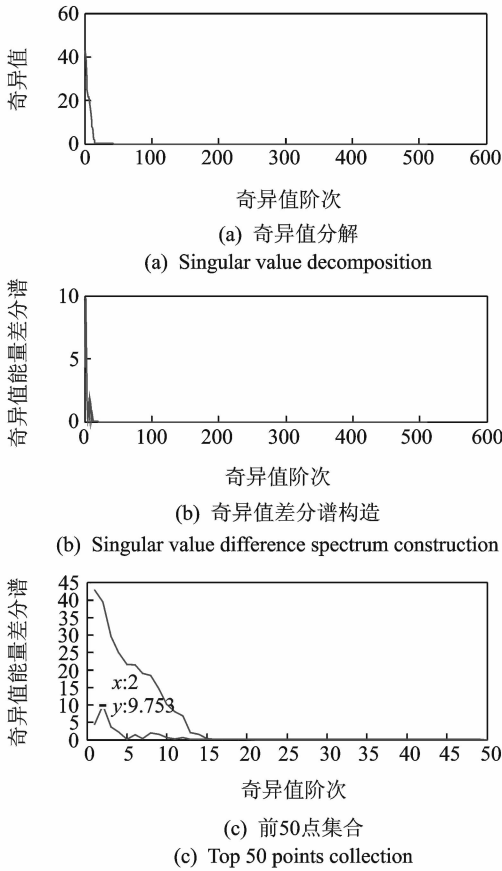 60
40
20
0
0 100 200 300 400 500 600
奇异值
奇异值阶次
(a) 奇异值分解
(a) Singular value decomposition
10
5
0
0 100 200 300 400 500 600
奇异值能量差分谱
奇异值阶次
(b) 奇异值差分谱构造
(b) Singular value difference spectrum construction
45
40
35
30
25
20
15
10
5
0
x:2
y:9.753
0 5 10 15 20 25 30 35 40 45 50
奇异值能量差分谱
奇异值阶次
(c) 前50点集合
(c) Top 50 points collection